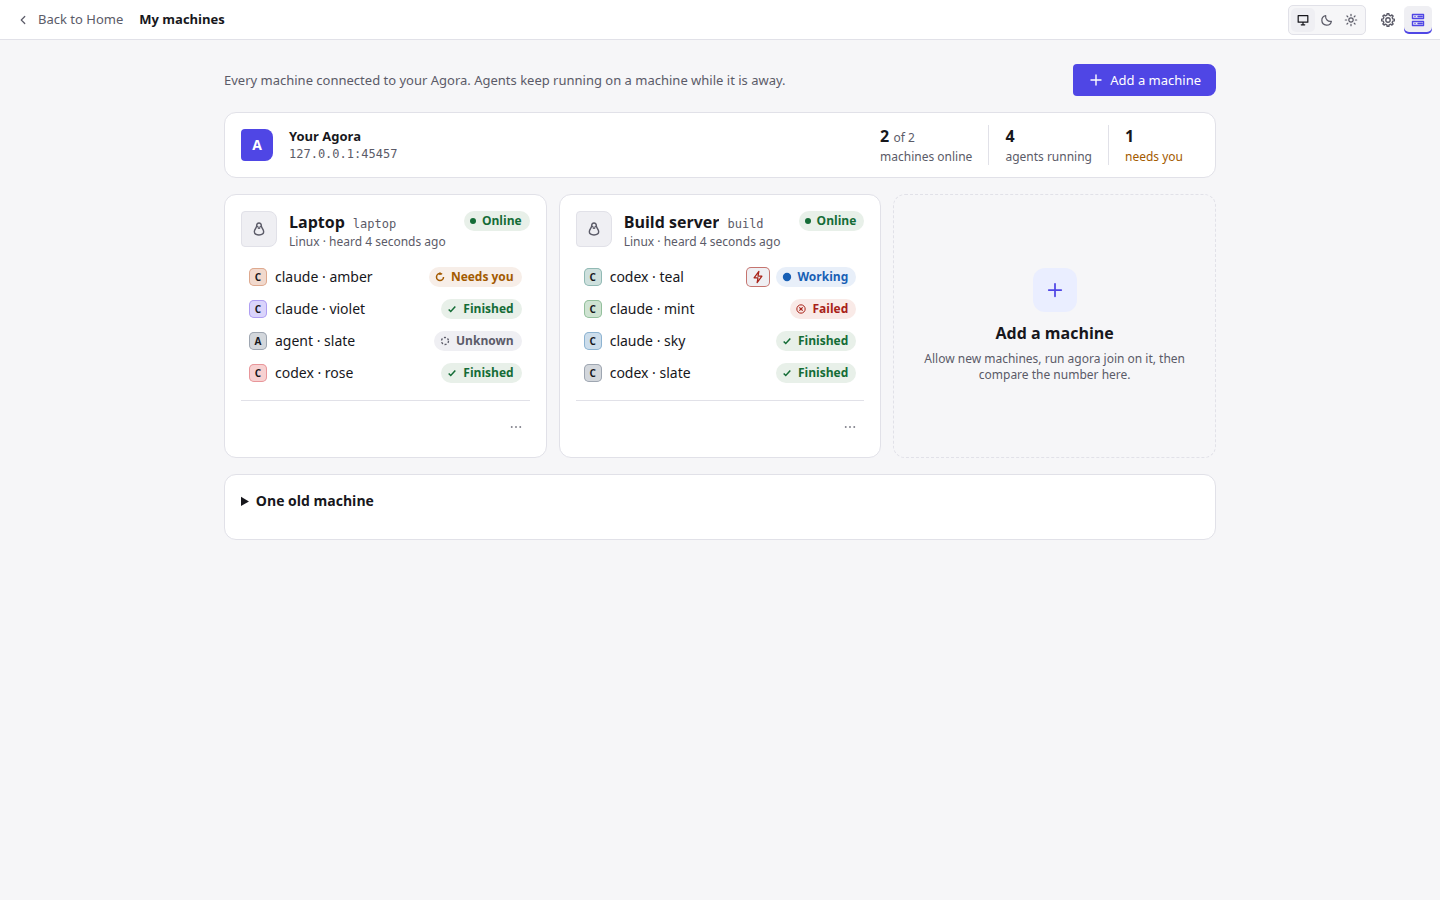 Back to Home My machines
Every machine connected to your Agora. Agents keep running on a machine while it is away.
Add a machine
A
Your Agora
127.0.0.1:45457
2 of 2
machines online
4
agents running
1
needs you
Laptop laptop
Online
Linux · heard 4 seconds ago
C claude · amber Needs you
C claude · violet Finished
A agent · slate Unknown
C codex · rose Finished
...
Build server build
Online
Linux · heard 4 seconds ago
C codex · teal Working
C claude · mint Failed
C claude · sky Finished
C codex · slate Finished
...
Add a machine
Allow new machines, run agora join on it, then
compare the number here.
One old machine